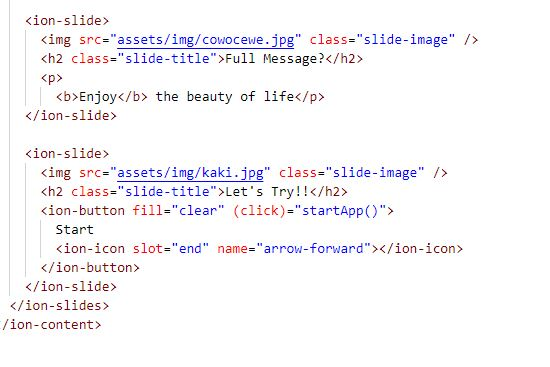 <ion-slide>
<img src="assets/img/cowocewe.jpg" class="slide-image" />
<h2 class="slide-title">Full Message?</h2>
<p>
<b>Enjoy</b> the beauty of life</p>
</ion-slide>
<ion-slide>
<img src="assets/img/kaki.jpg" class="slide-image" />
<h2 class="slide-title">Let's Try!!</h2>
<ion-button fill="clear" (click)="startApp()">
Start
<ion-icon slot="end" name="arrow-forward"></ion-icon>
</ion-button>
</ion-slide>
</ion-slides>
/ion-content>